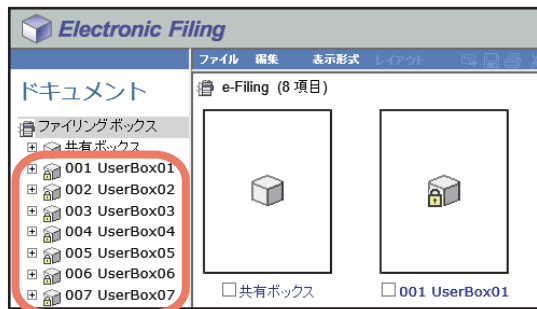 Electronic Filing
ファイル 編集 表示形式 レイアウト
ドキュメント
e-Filing (8 項目)
ファイリングボックス
共有ボックス
001 UserBox01
002 UserBox02
003 UserBox03
004 UserBox04
005 UserBox05
006 UserBox06
007 UserBox07
共有ボックス
001 UserBox01